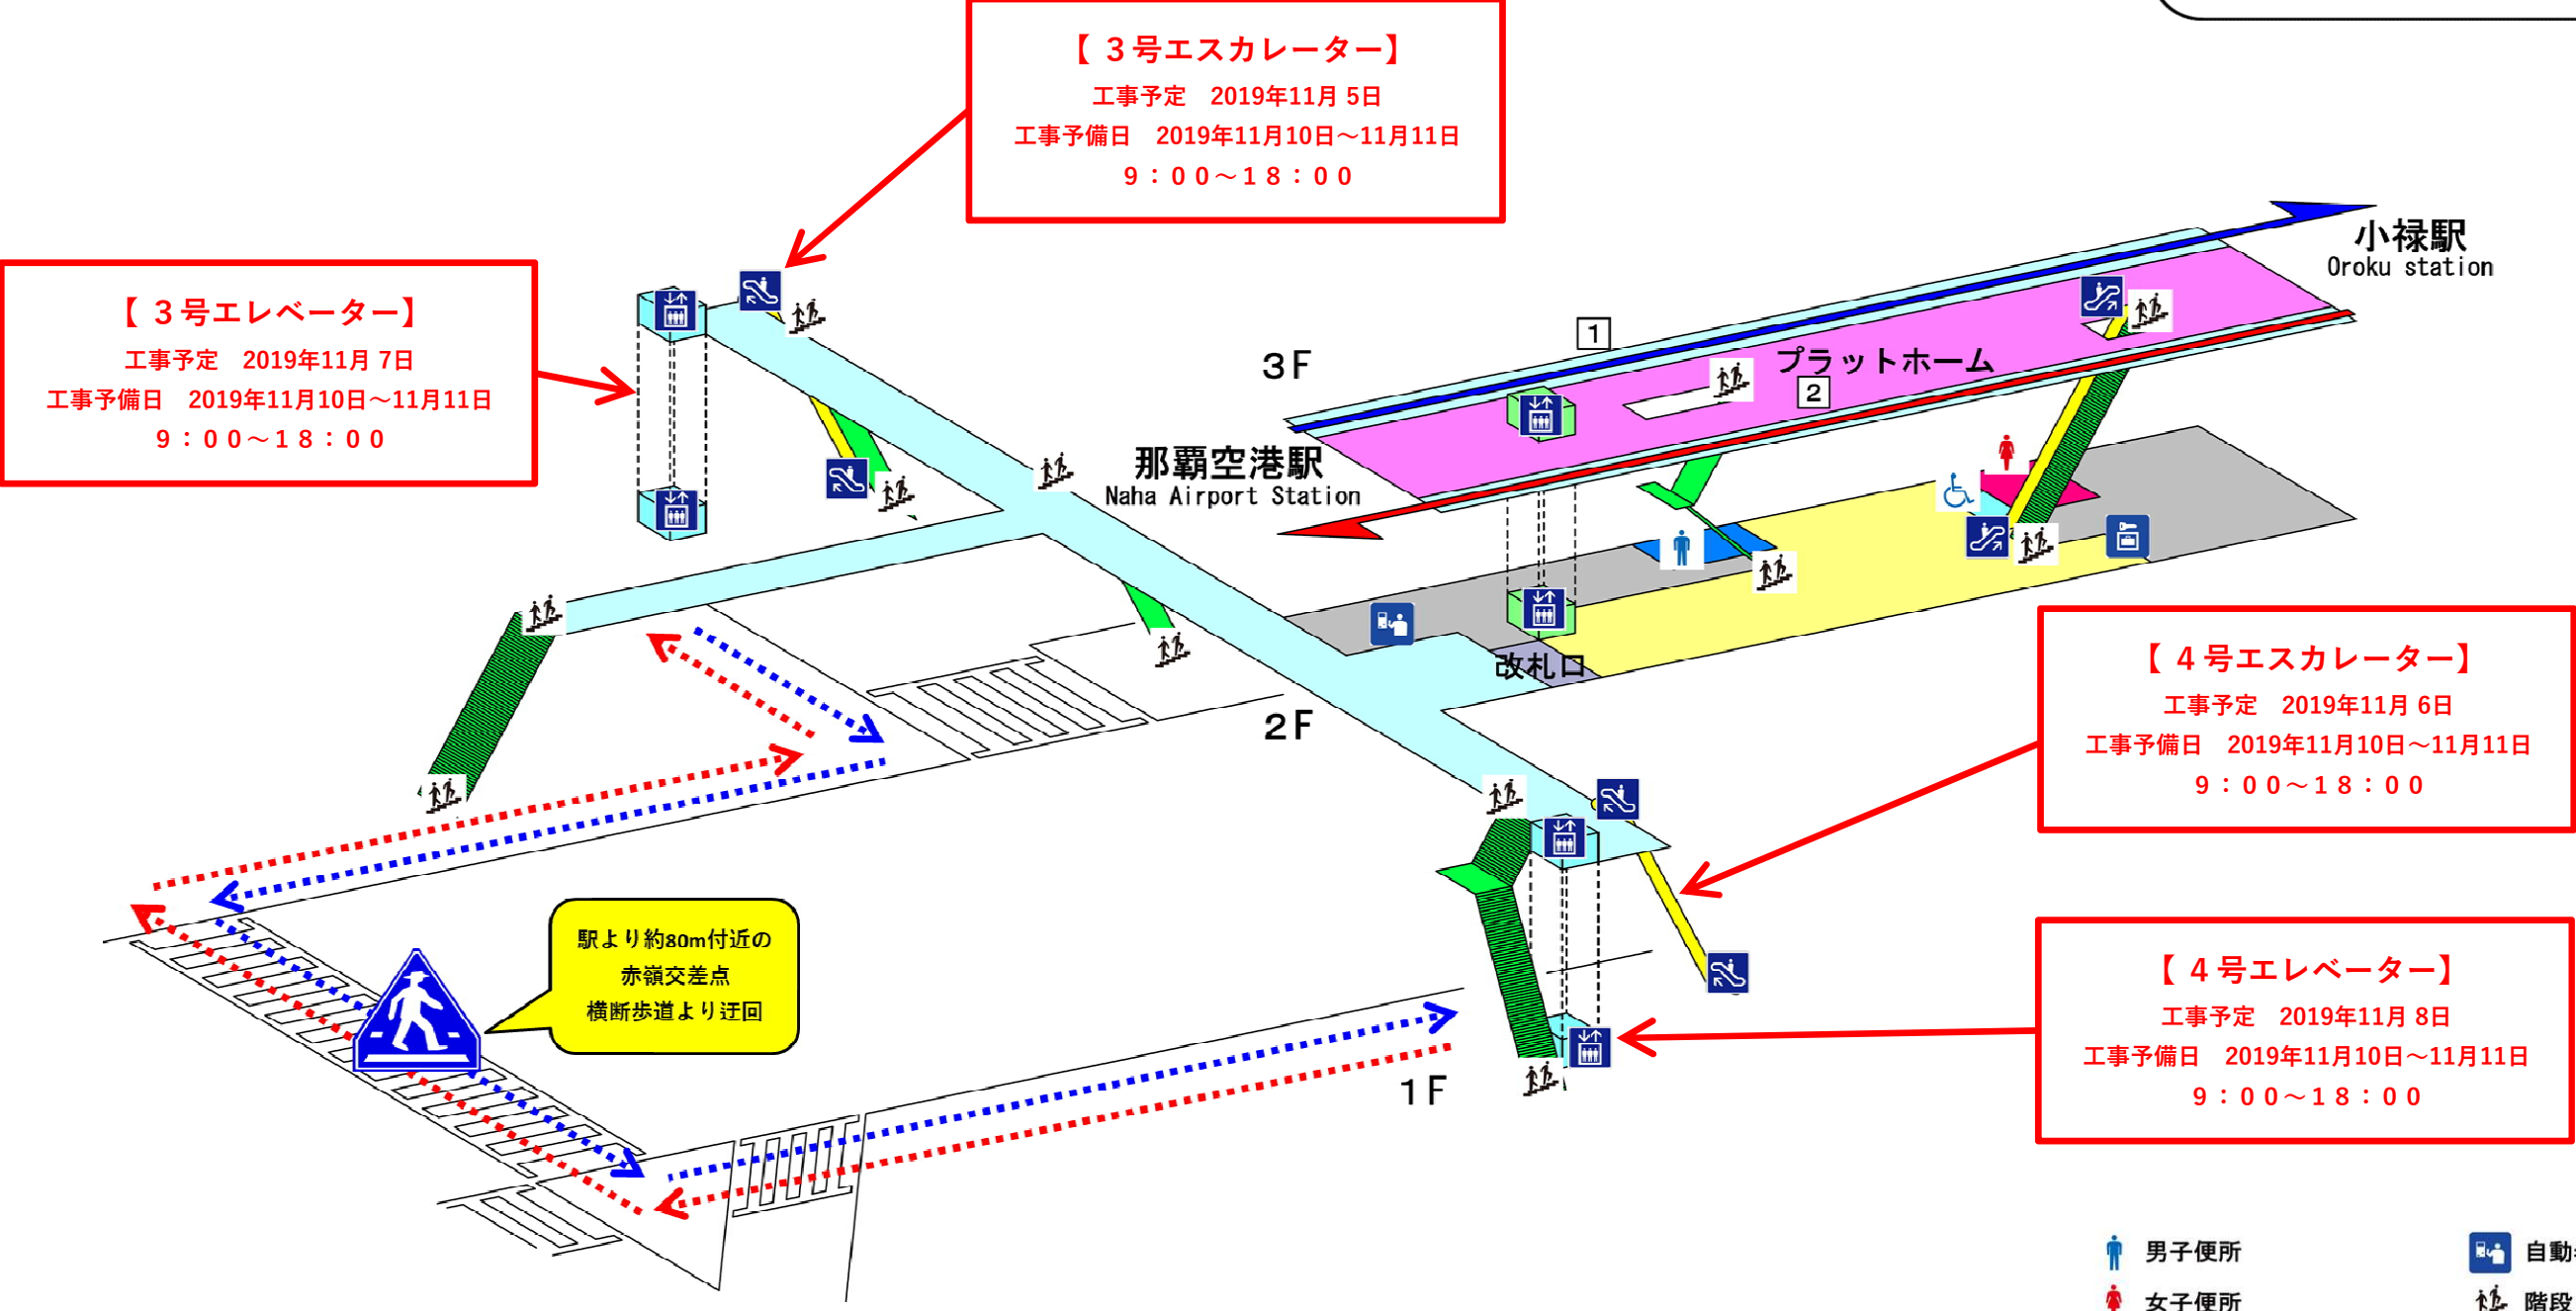 【 3号エスカレーター】
工事予定　2019年11月 5日
工事予備日　2019年11月10日～11月11日
9：00～18：00
【 3号エレベーター】
工事予定　2019年11月 7日
工事予備日　2019年11月10日～11月11日
9：00～18：00
小禄駅
Oroku station
1
3F
プラットホーム
2
那覇空港駅
Naha Airport Station
改札口
2F
【 4号エスカレーター】
工事予定　2019年11月 6日
工事予備日　2019年11月10日～11月11日
9：00～18：00
駅より約80m付近の
赤嶺交差点
横断歩道より迂回
1F
【 4号エレベーター】
工事予定　2019年11月 8日
工事予備日　2019年11月10日～11月11日
9：00～18：00
男子便所
自動
女子便所
階段